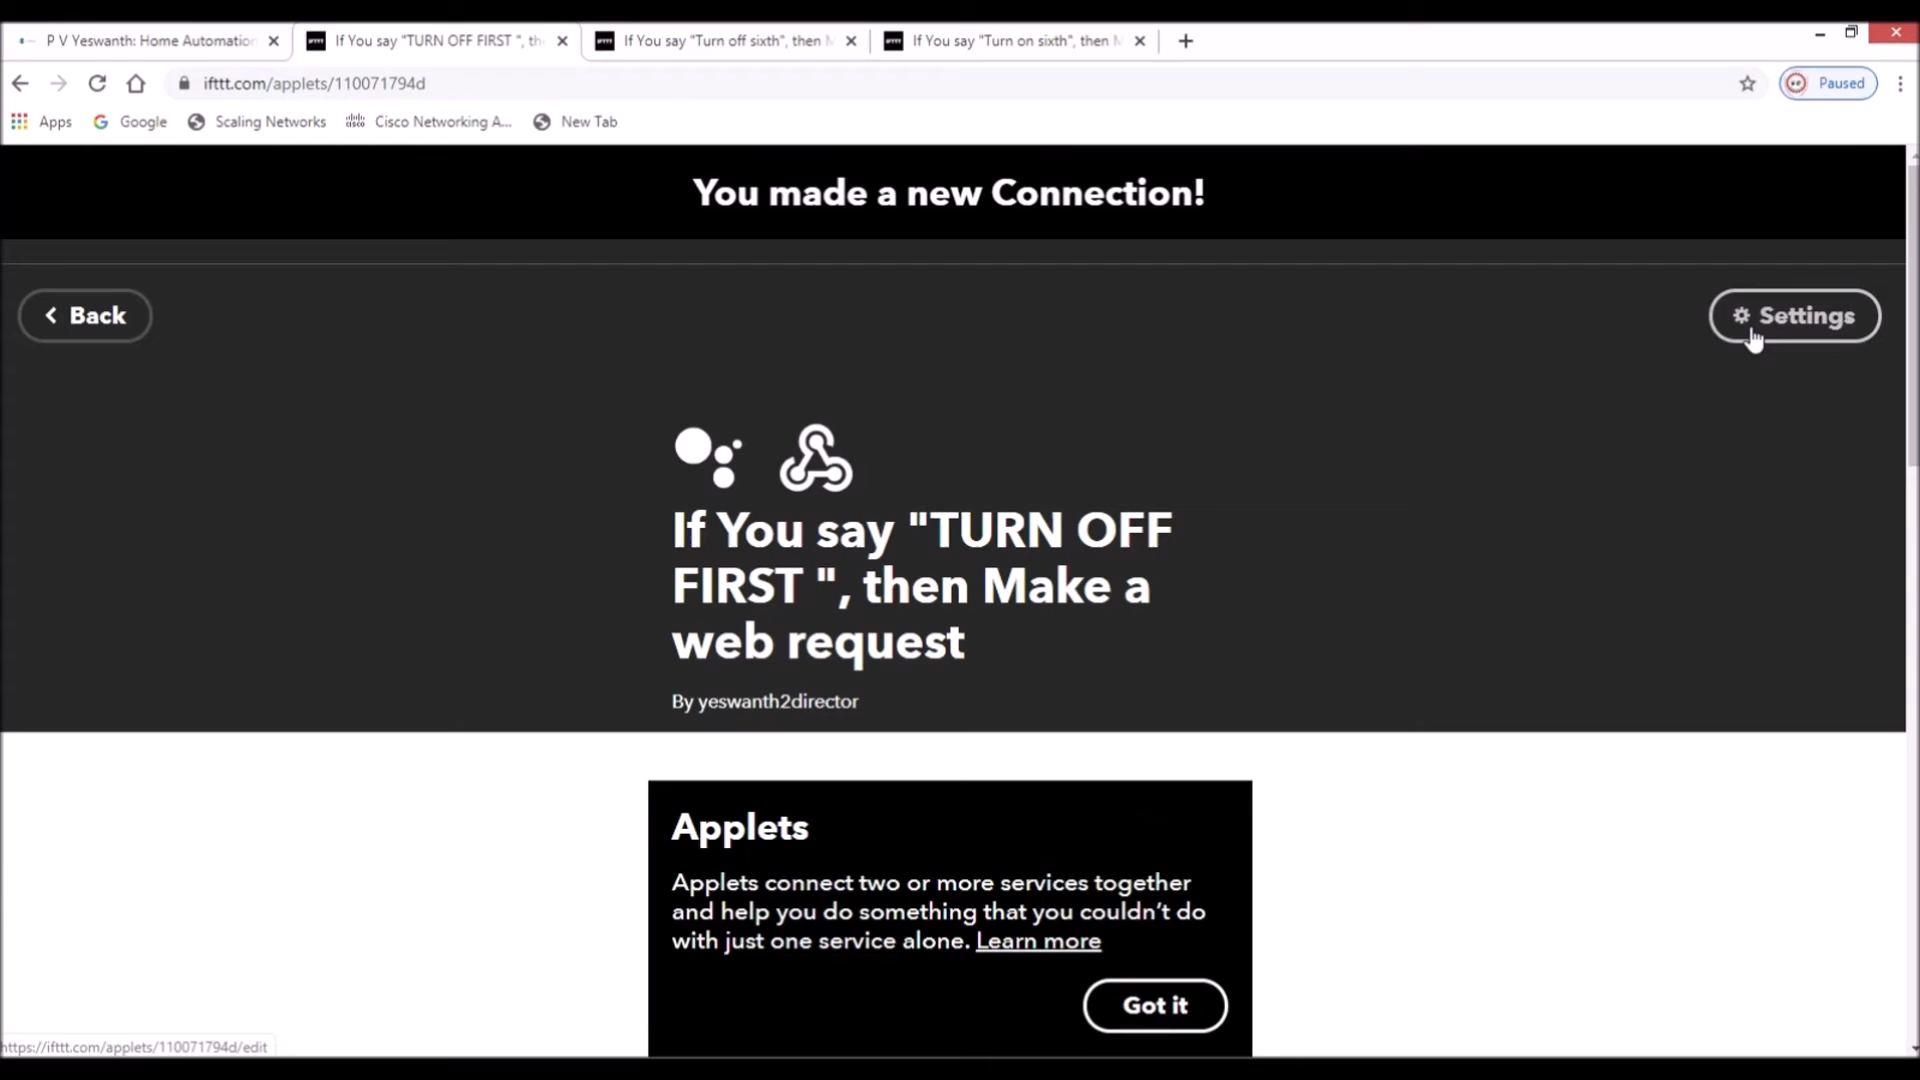 P V Yeswanth: Home Automation
If You say "TURN OFF FIRST ", th
If You say "Turn off sixth", then M
If You say "Turn on sixth", then M
ifttt.com/applets/110071794d
Paused
Apps
Google
Scaling Networks
Cisco Networking A...
New Tab
You made a new Connection!
Back
Settings
If You say "TURN OFF
FIRST ", then Make a
web request
By yeswanth2director
Applets
Applets connect two or more services together
and help you do something that you couldn't do
with just one service alone. Learn more
Got it
https://ifttt.com/applets/110071794d/edit